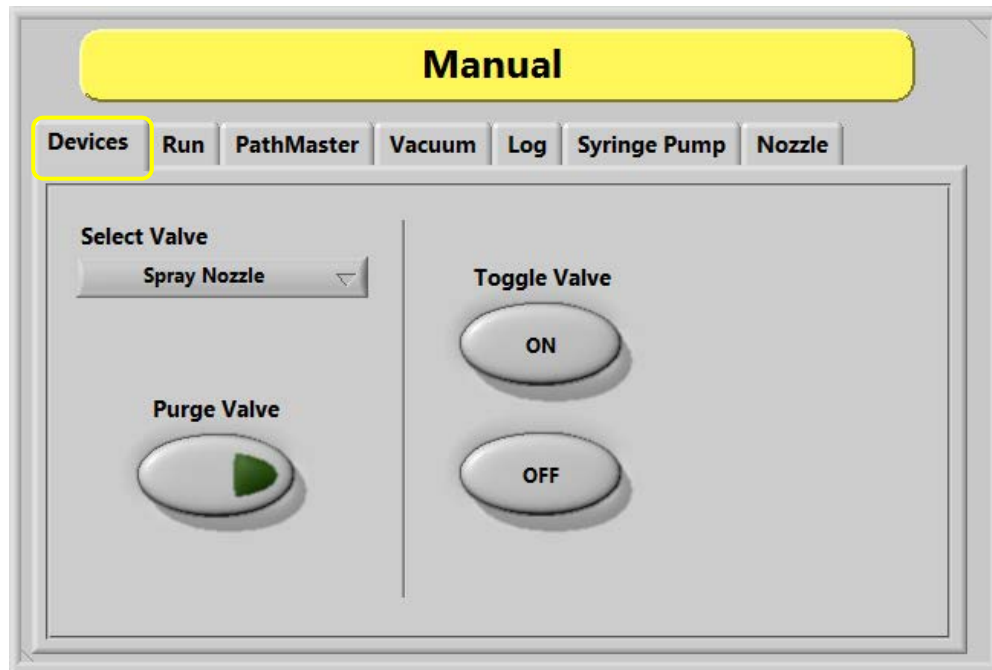 Manual
Devices Run PathMaster Vacuum Log Syringe Pump Nozzle
Select Valve
Spray Nozzle
Purge Valve
Toggle Valve
ON
OFF